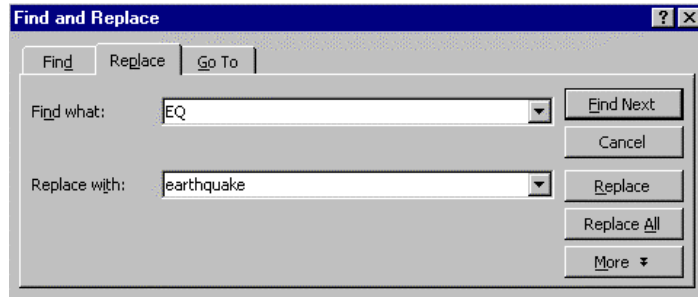 Find and Replace
Find Replace Go To
Find what: EQ
Find Next
Cancel
Replace with: earthquake
Replace
Replace All
More